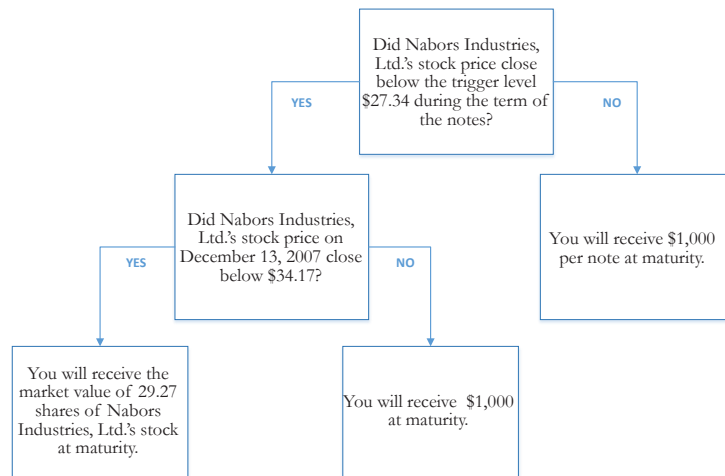 Did Nabors Industries,
Ltd.'s stock price close
below the trigger level
$27.34 during the term of
the notes?
YES
NO
Did Nabors Industries,
Ltd.'s stock price on
December 13, 2007 close
below $34.17?
You will receive $1,000
per note at maturity.
YES
NO
You will receive the
market value of 29.27
shares of Nabors
Industries, Ltd.'s stock
at maturity.
You will receive  $1,000
at maturity.